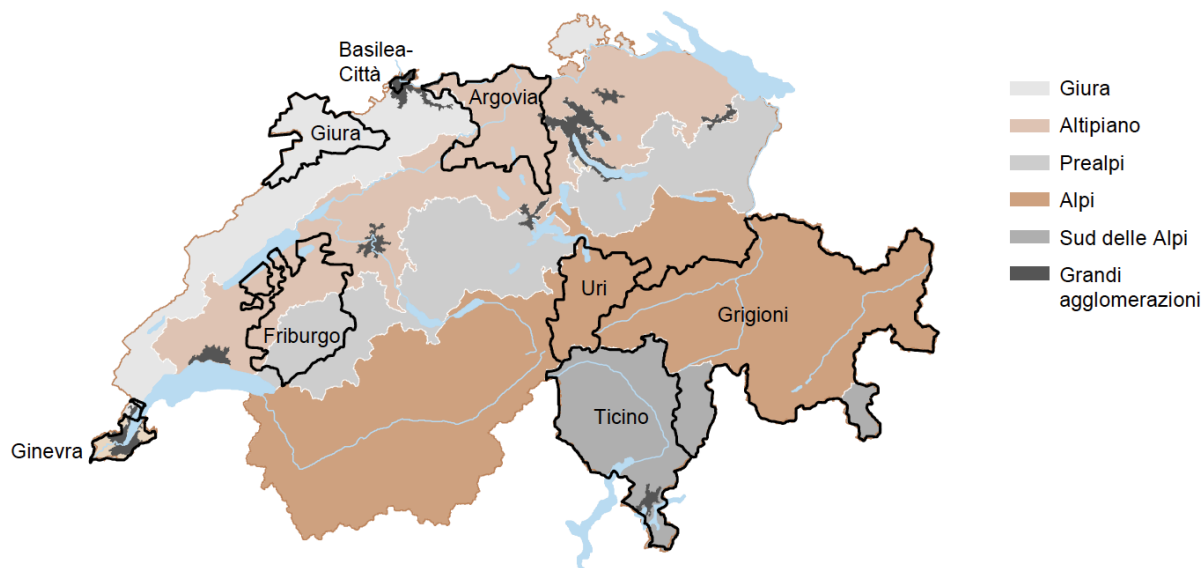 Basilea-
Città
Argovia
Giura
Uri
Grigioni
Friburgo
Ticino
Ginevra
Giura
Altipiano
Prealpi
Alpi
Sud delle Alpi
Grandi
agglomerazioni